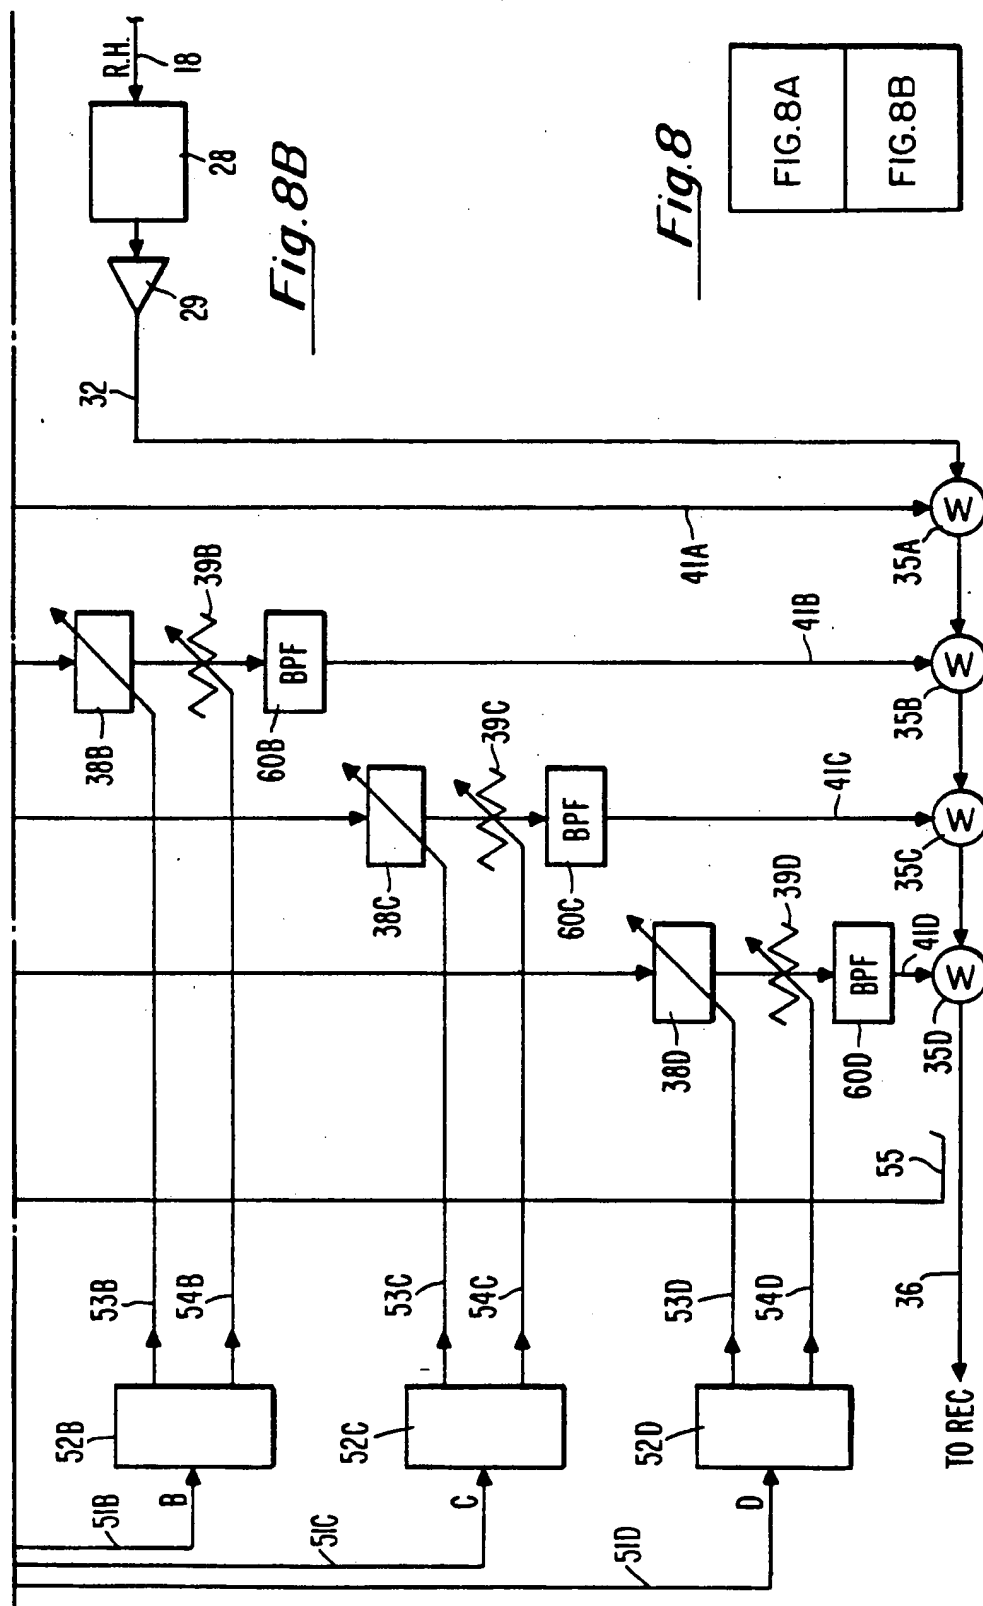 R.H.
18
28
29
32
Fig.8B
Fig.8
FIG.8A
FIG.8B
38B
39B
60B
BPF
41A
41B
38C
39C
60C
BPF
41C
38D
39D
60D
BPF
41D
W
35A
W
35B
W
35C
W
35D
55
36
TO REC
53B
54B
53C
54C
53D
54D
52B
52C
52D
B
C
D
51B
51C
51D